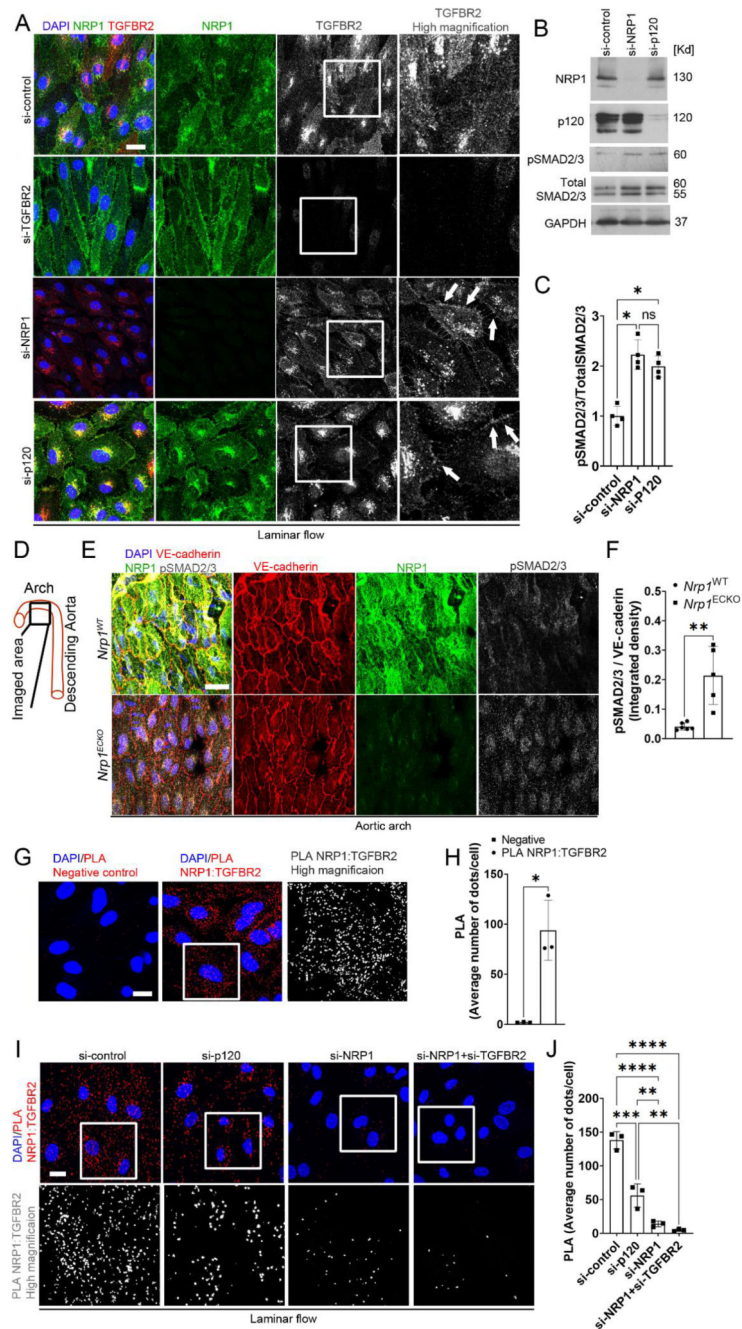 A
DAPI NRP1 TGFBR2
NRP1
TGFBR2
TGFBR2
High magnification
si-control
si-TGFBR2
si-NRP1
si-p120
Laminar flow
B
si-control
si-NRP1
si-p120
[Kd]
NRP1
130
p120
120
pSMAD2/3
60
Total
SMAD2/3
60
55
GAPDH
37
C
pSMAD2/3/TotalSMAD2/3
3
2
1
0
*
*
ns
si-control
si-NRP1
si-P120
D
Arch
Imaged area
Descending Aorta
E
DAPI VE-cadherin
NRP1 pSMAD2/3
VE-cadherin
NRP1
pSMAD2/3
Nrp1WT
Nrp1ECKO
Aortic arch
F
Nrp1WT
Nrp1ECKO
pSMAD2/3 / VE-caderin
(Integrated density)
0.5
0.4
0.3
0.2
0.1
0.0
**
G
DAPI/PLA
Negative control
DAPI/PLA
NRP1:TGFBR2
PLA NRP1:TGFBR2
High magnificaion
H
Negative
PLA NRP1:TGFBR2
PLA
(Average number of dots/cell)
150
100
50
0
*
I
si-control
si-p120
si-NRP1
si-NRP1+si-TGFBR2
DAPI/PLA
NRP1:TGFBR2
PLA NRP1:TGFBR2
High magnificaion
Laminar flow
J
PLA (Average number of dots/cell)
200
150
100
50
0
****
****
**
***
**
si-control
si-p120
si-NRP1
si-NRP1+si-TGFBR2